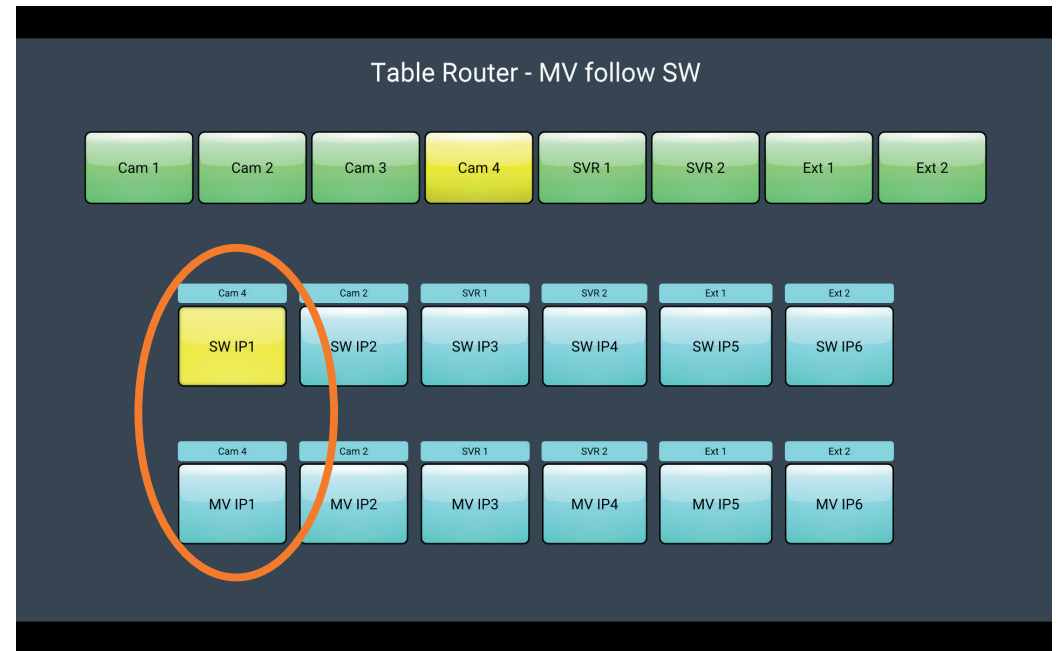 Table Router - MV follow SW
Cam 1 Cam 2 Cam 3 Cam 4 SVR 1 SVR 2 Ext 1 Ext 2
Cam 4 Cam 2 SVR 1 SVR 2 Ext 1 Ext 2
SW IP1 SW IP2 SW IP3 SW IP4 SW IP5 SW IP6
Cam 4 Cam 2 SVR 1 SVR 2 Ext 1 Ext 2
MV IP1 MV IP2 MV IP3 MV IP4 MV IP5 MV IP6